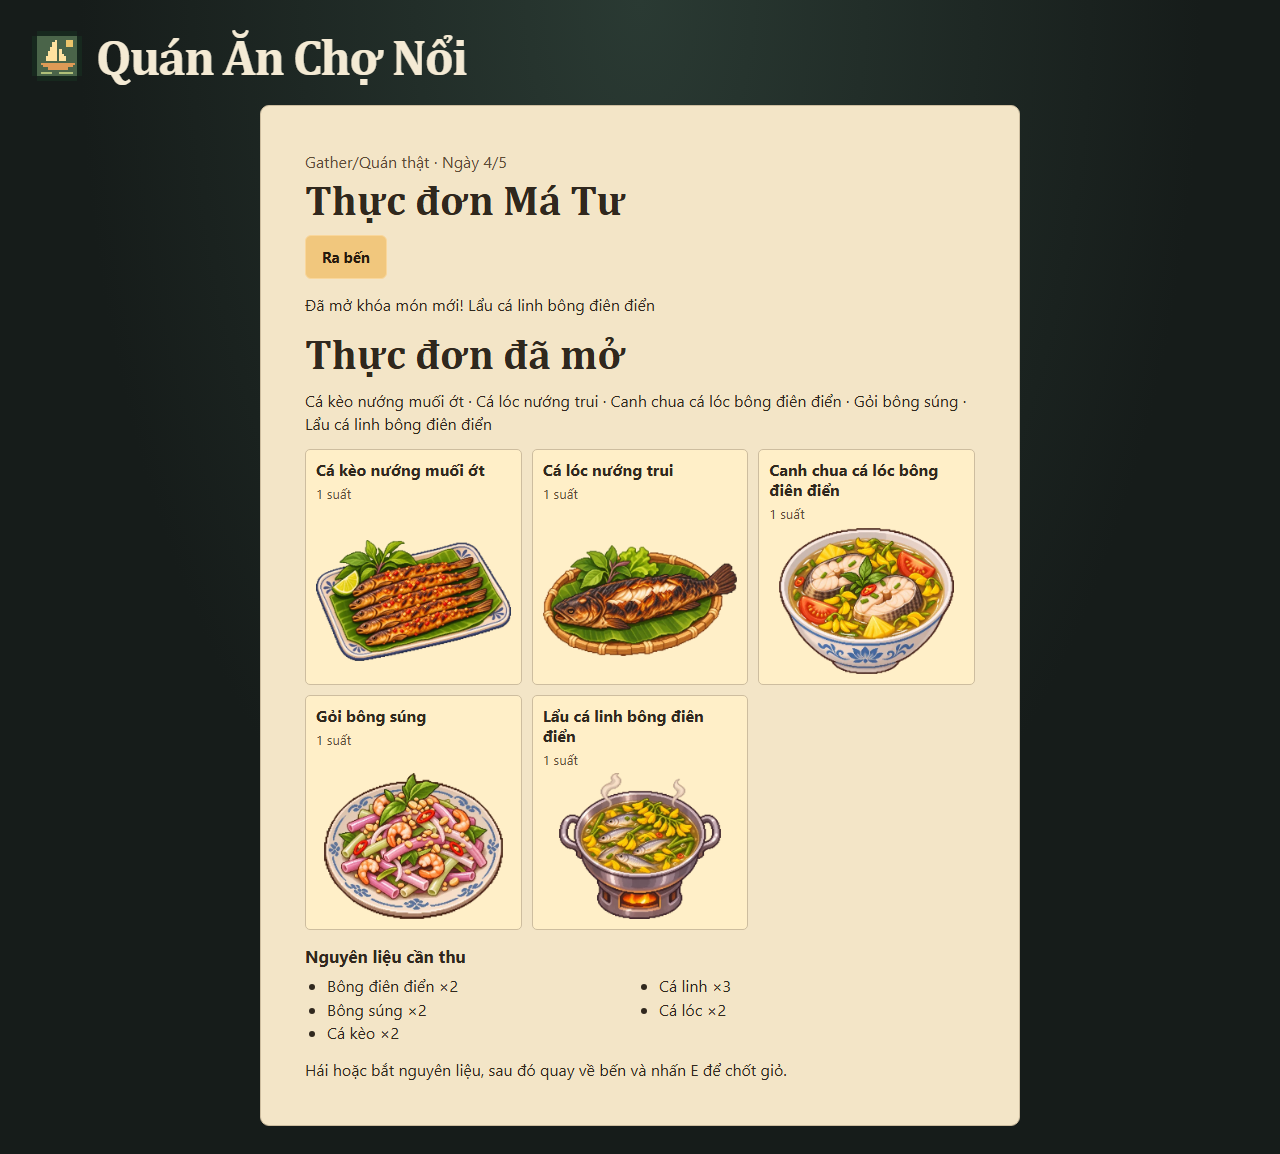 Quán Ăn Chợ Nổi
Gather/Quán thật · Ngày 4/5
Thực đơn Má Tư
Ra bến
Đã mở khóa món mới! Lẩu cá linh bông điên điển
Thực đơn đã mở
Cá kèo nướng muối ớt · Cá lóc nướng trui · Canh chua cá lóc bông điên điển · Gỏi bông súng ·
Lẩu cá linh bông điên điển
Cá kèo nướng muối ớt
1 suất
Cá lóc nướng trui
1 suất
Canh chua cá lóc bông
điên điển
1 suất
Gỏi bông súng
1 suất
Lẩu cá linh bông điên
điển
1 suất
Nguyên liệu cần thu
Bông điên điển ×2
Bông súng ×2
Cá kèo ×2
Cá linh ×3
Cá lóc ×2
Hái hoặc bắt nguyên liệu, sau đó quay về bến và nhấn E để chốt giỏ.